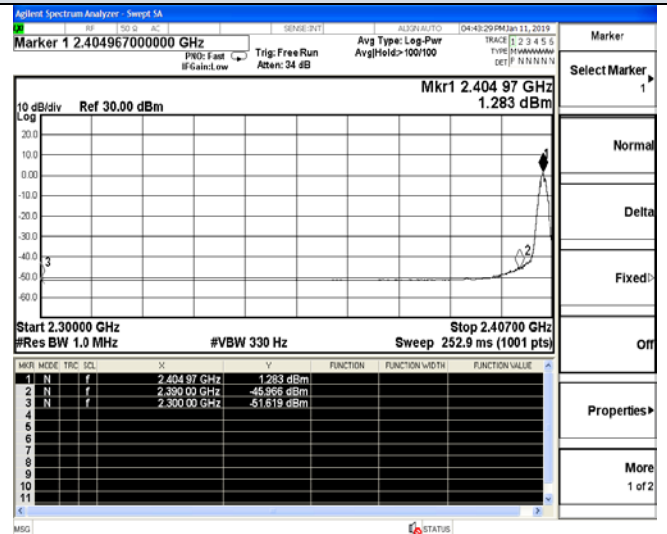 Agilent Spectrum Analyzer - Swept SA
RF 50 Ω AC SENSE:INT ALIGN AUTO 04:43:29 PM Jan 11, 2019
Marker 1 2.404967000000 GHz
PNO: Fast
IFGain:Low
Trig: Free Run
Atten: 34 dB
Avg Type: Log-Pwr
Avg|Hold:>100/100
TRACE 1 2 3 4 5 6
TYPE MWWWWW
DET P N N N N N
Mkr1 2.404 97 GHz
1.283 dBm
10 dB/div Ref 30.00 dBm
Log
20.0
10.0
0.00
-10.0
-20.0
-30.0
-40.0
-50.0
-60.0
1
2
3
Start 2.30000 GHz Stop 2.40700 GHz
#Res BW 1.0 MHz #VBW 330 Hz Sweep 252.9 ms (1001 pts)
MKR MODE TRC SCL X Y FUNCTION FUNCTION WIDTH FUNCTION VALUE
1 N f 2.404 97 GHz 1.283 dBm
2 N f 2.390 00 GHz -45.966 dBm
3 N f 2.300 00 GHz -51.619 dBm
4
5
6
7
8
9
10
11
MSG STATUS
Marker
Select Marker
1
Normal
Delta
Fixed
Off
Properties
More
1 of 2